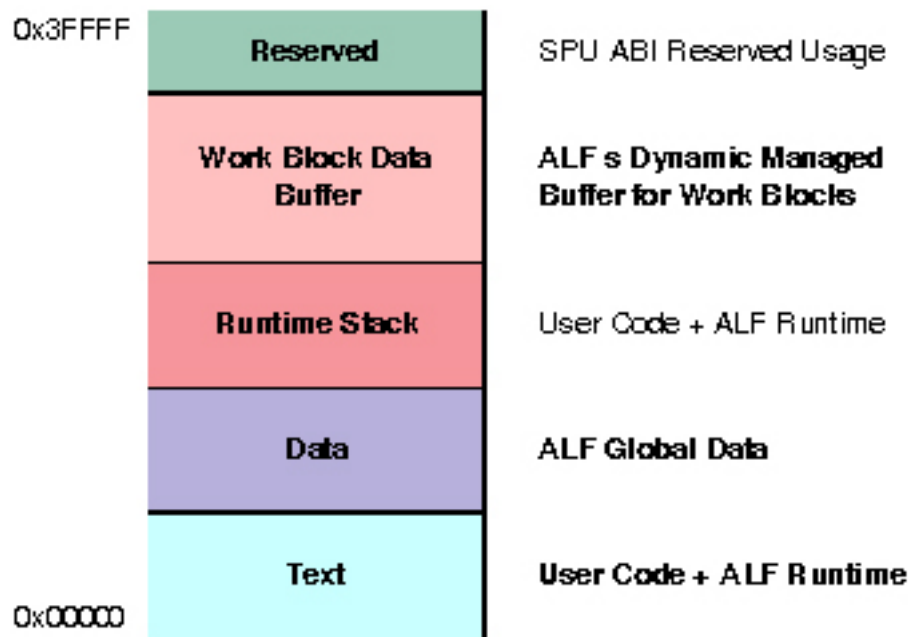 0x3FFFF
Reserved
SPU ABI Reserved Usage
Work Block Data
Buffer
ALF s Dynamic Managed
Buffer for Work Blocks
Runtime Stack
User Code + ALF Runtime
Data
ALF Global Data
Text
User Code + ALF Runtime
0x00000